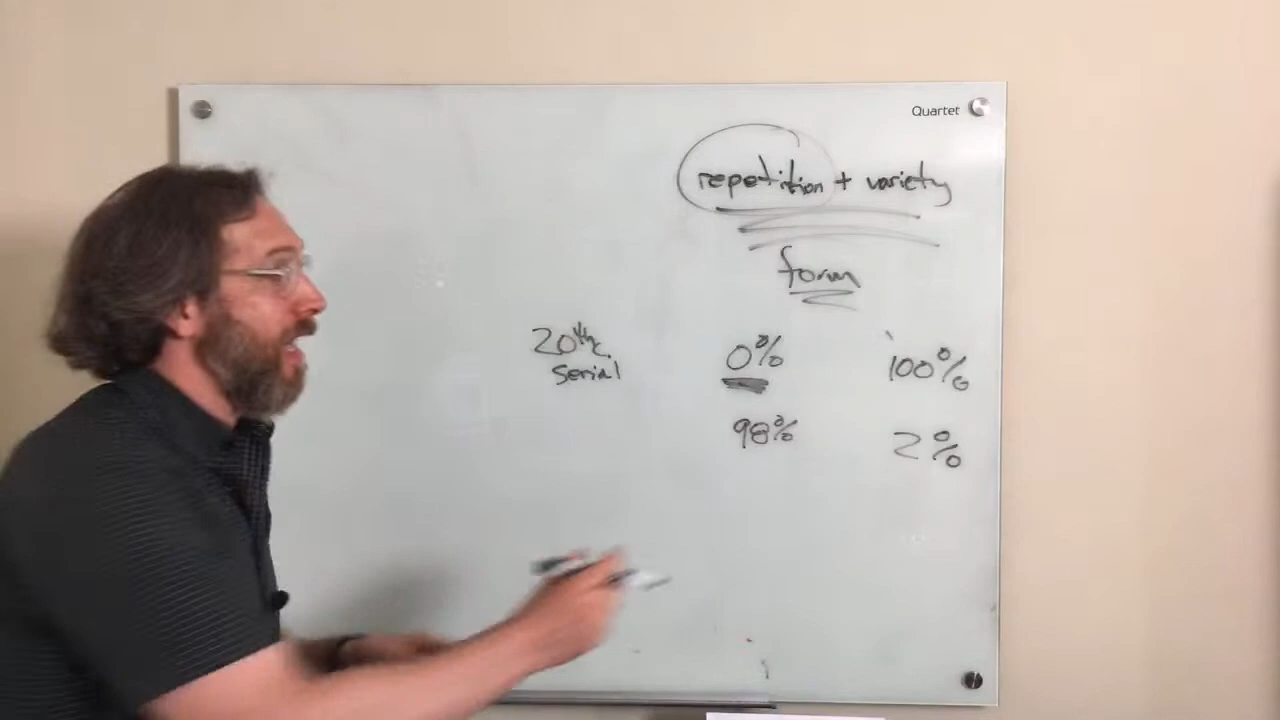 Quartet
repetition + variety
form
20th c. 0% 100%
serial
98% 2%